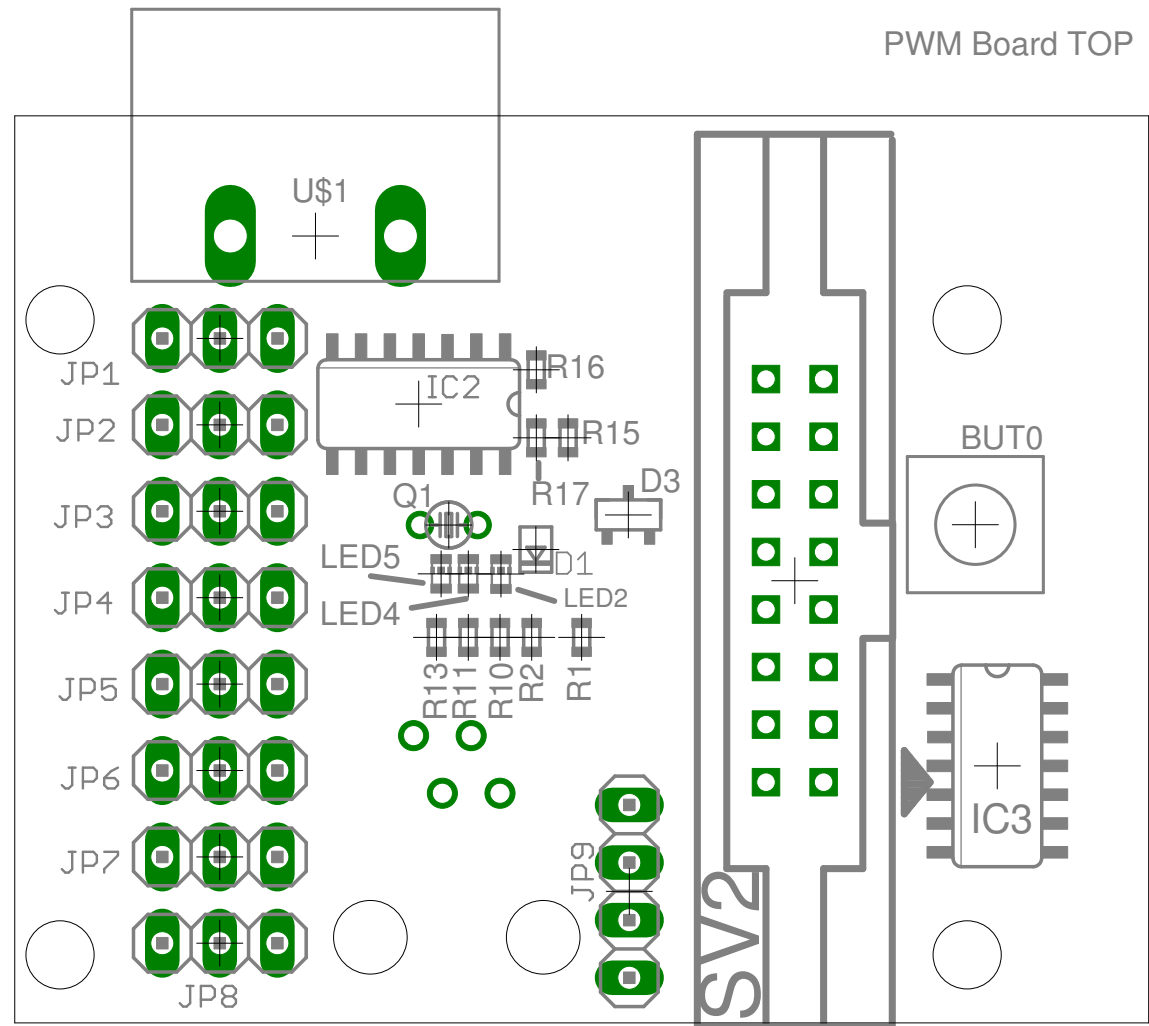 PWM Board TOP
U$1
JP1
IC2
R16
JP2
R15
BUT0
R17
D3
Q1
JP3
LED5
D1
LED2
LED4
JP4
R13
R11
R10
R2
R1
JP5
JP6
IC3
JP7
JP9
SV2
JP8